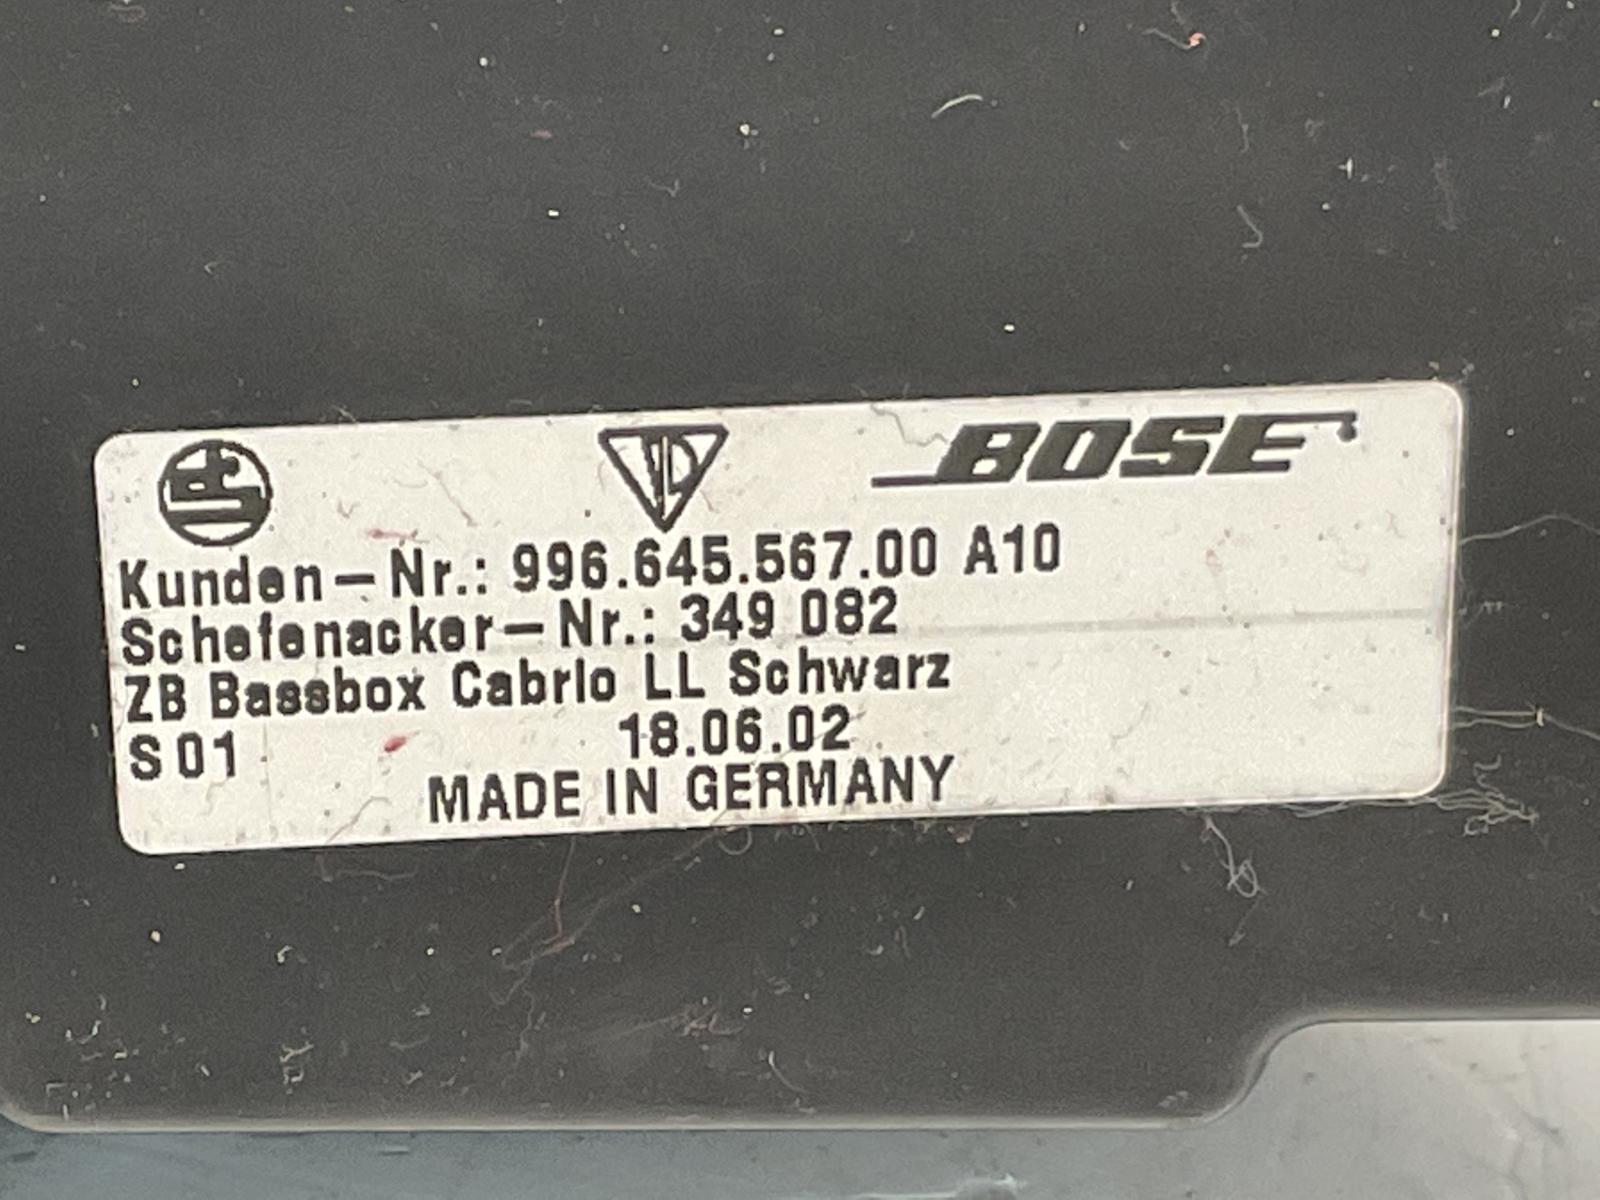 BOSE
Kunden-Nr.: 996.645.567.00 A10
Schefenacker-Nr.: 349 082
ZB Bassbox Cabrio LL Schwarz
S 01 18.06.02
MADE IN GERMANY